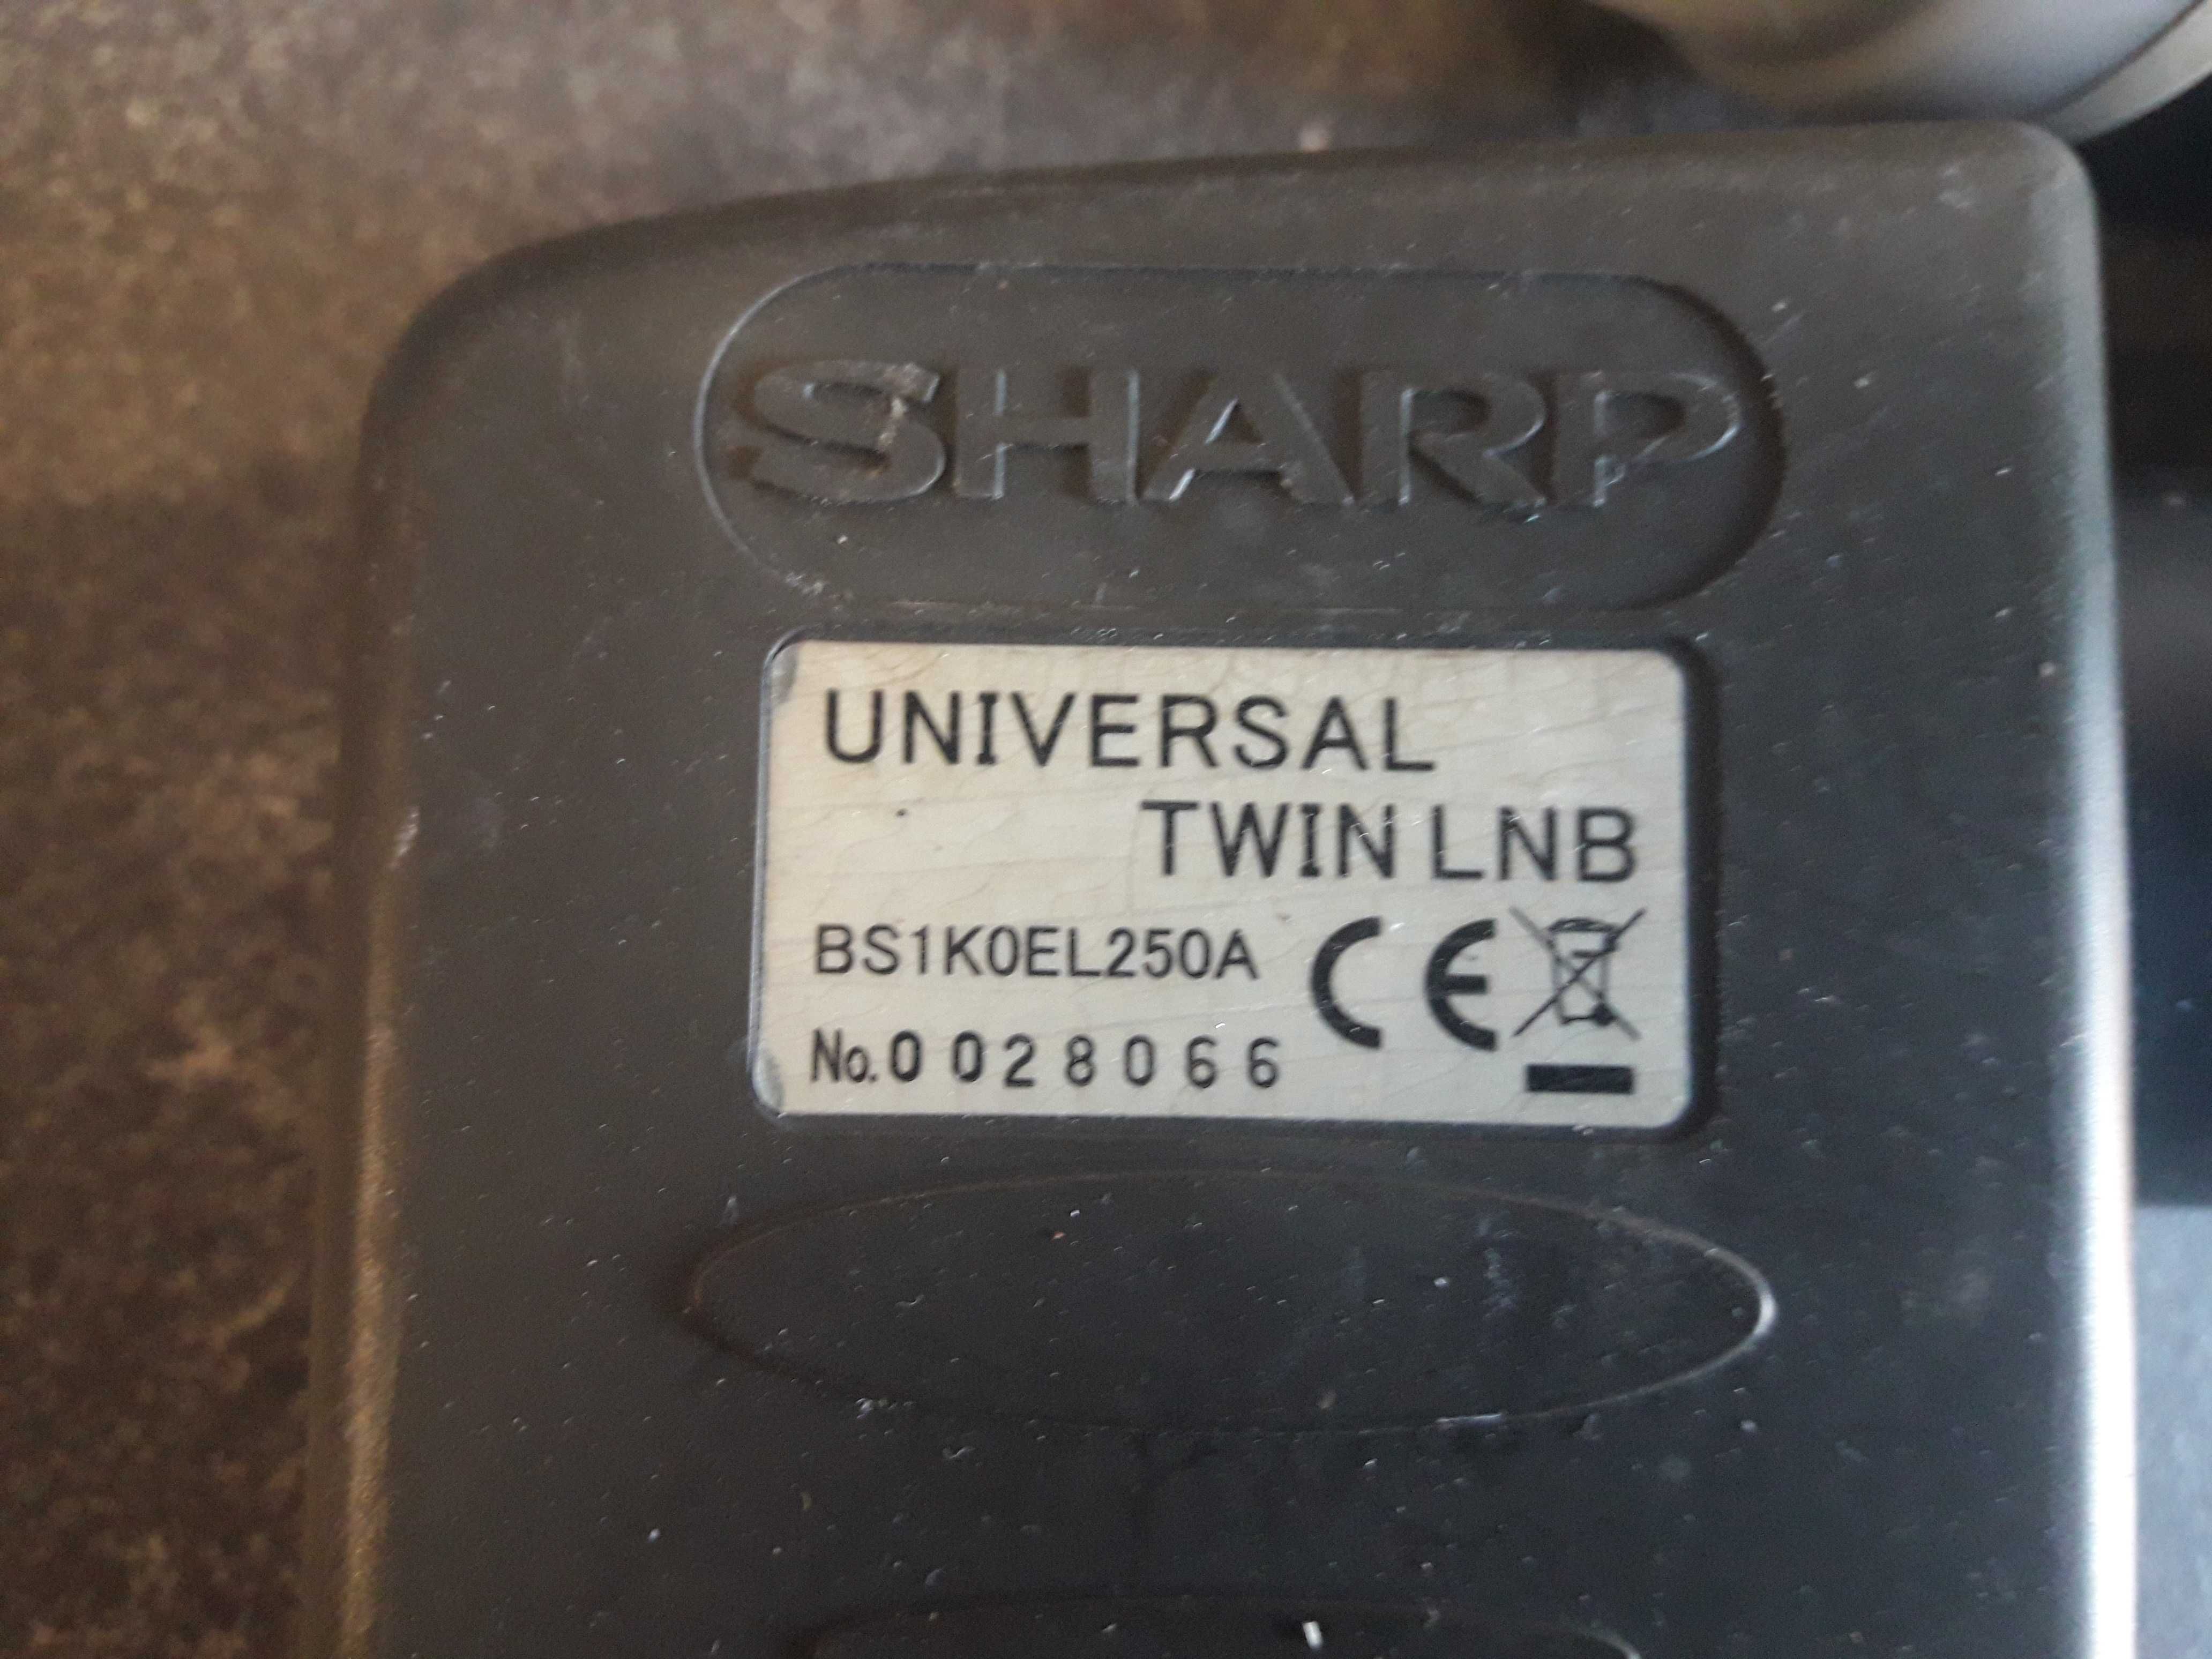 SHARP
UNIVERSAL
TWIN LNB
BS1K0EL250A CE
No.0028066